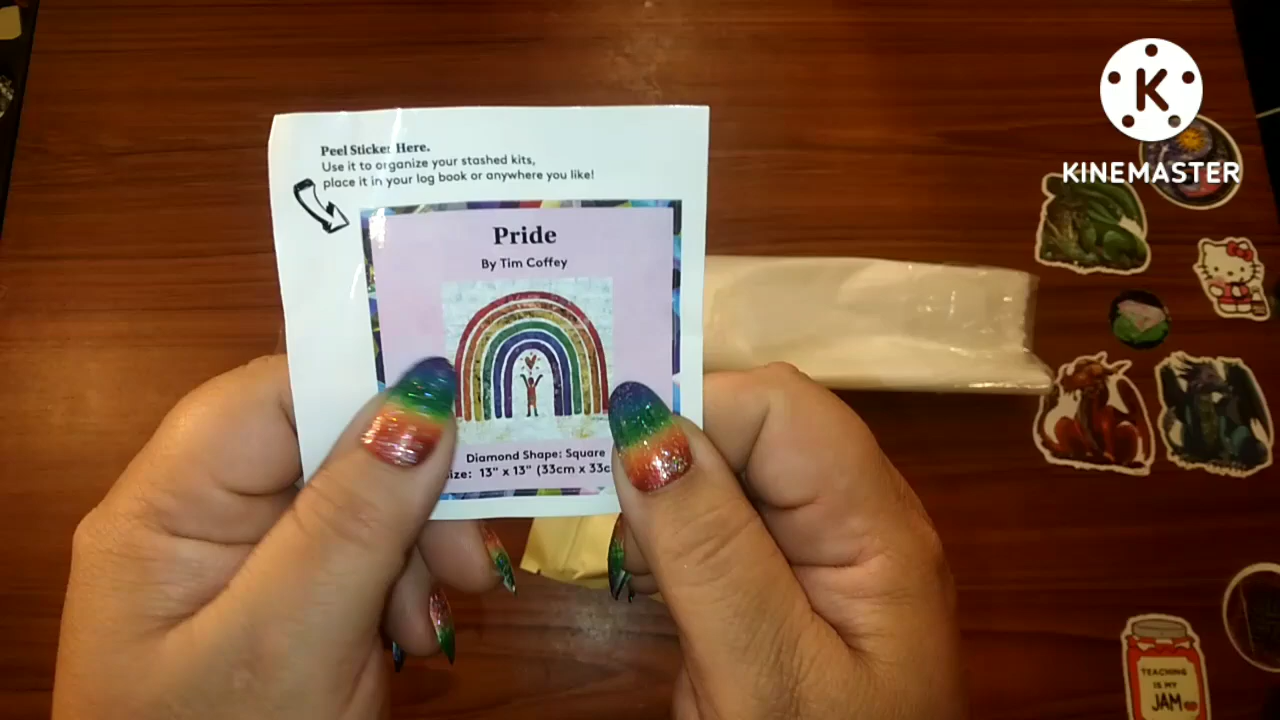 Peel Sticker Here.
Use it to organize your stashed kits,
place it in your log book or anywhere you like!
Pride
By Tim Coffey
Diamond Shape: Square
ize: 13" x 13" (33cm x 33c
K
KINEMASTER
TEACHING
IS MY
JAM